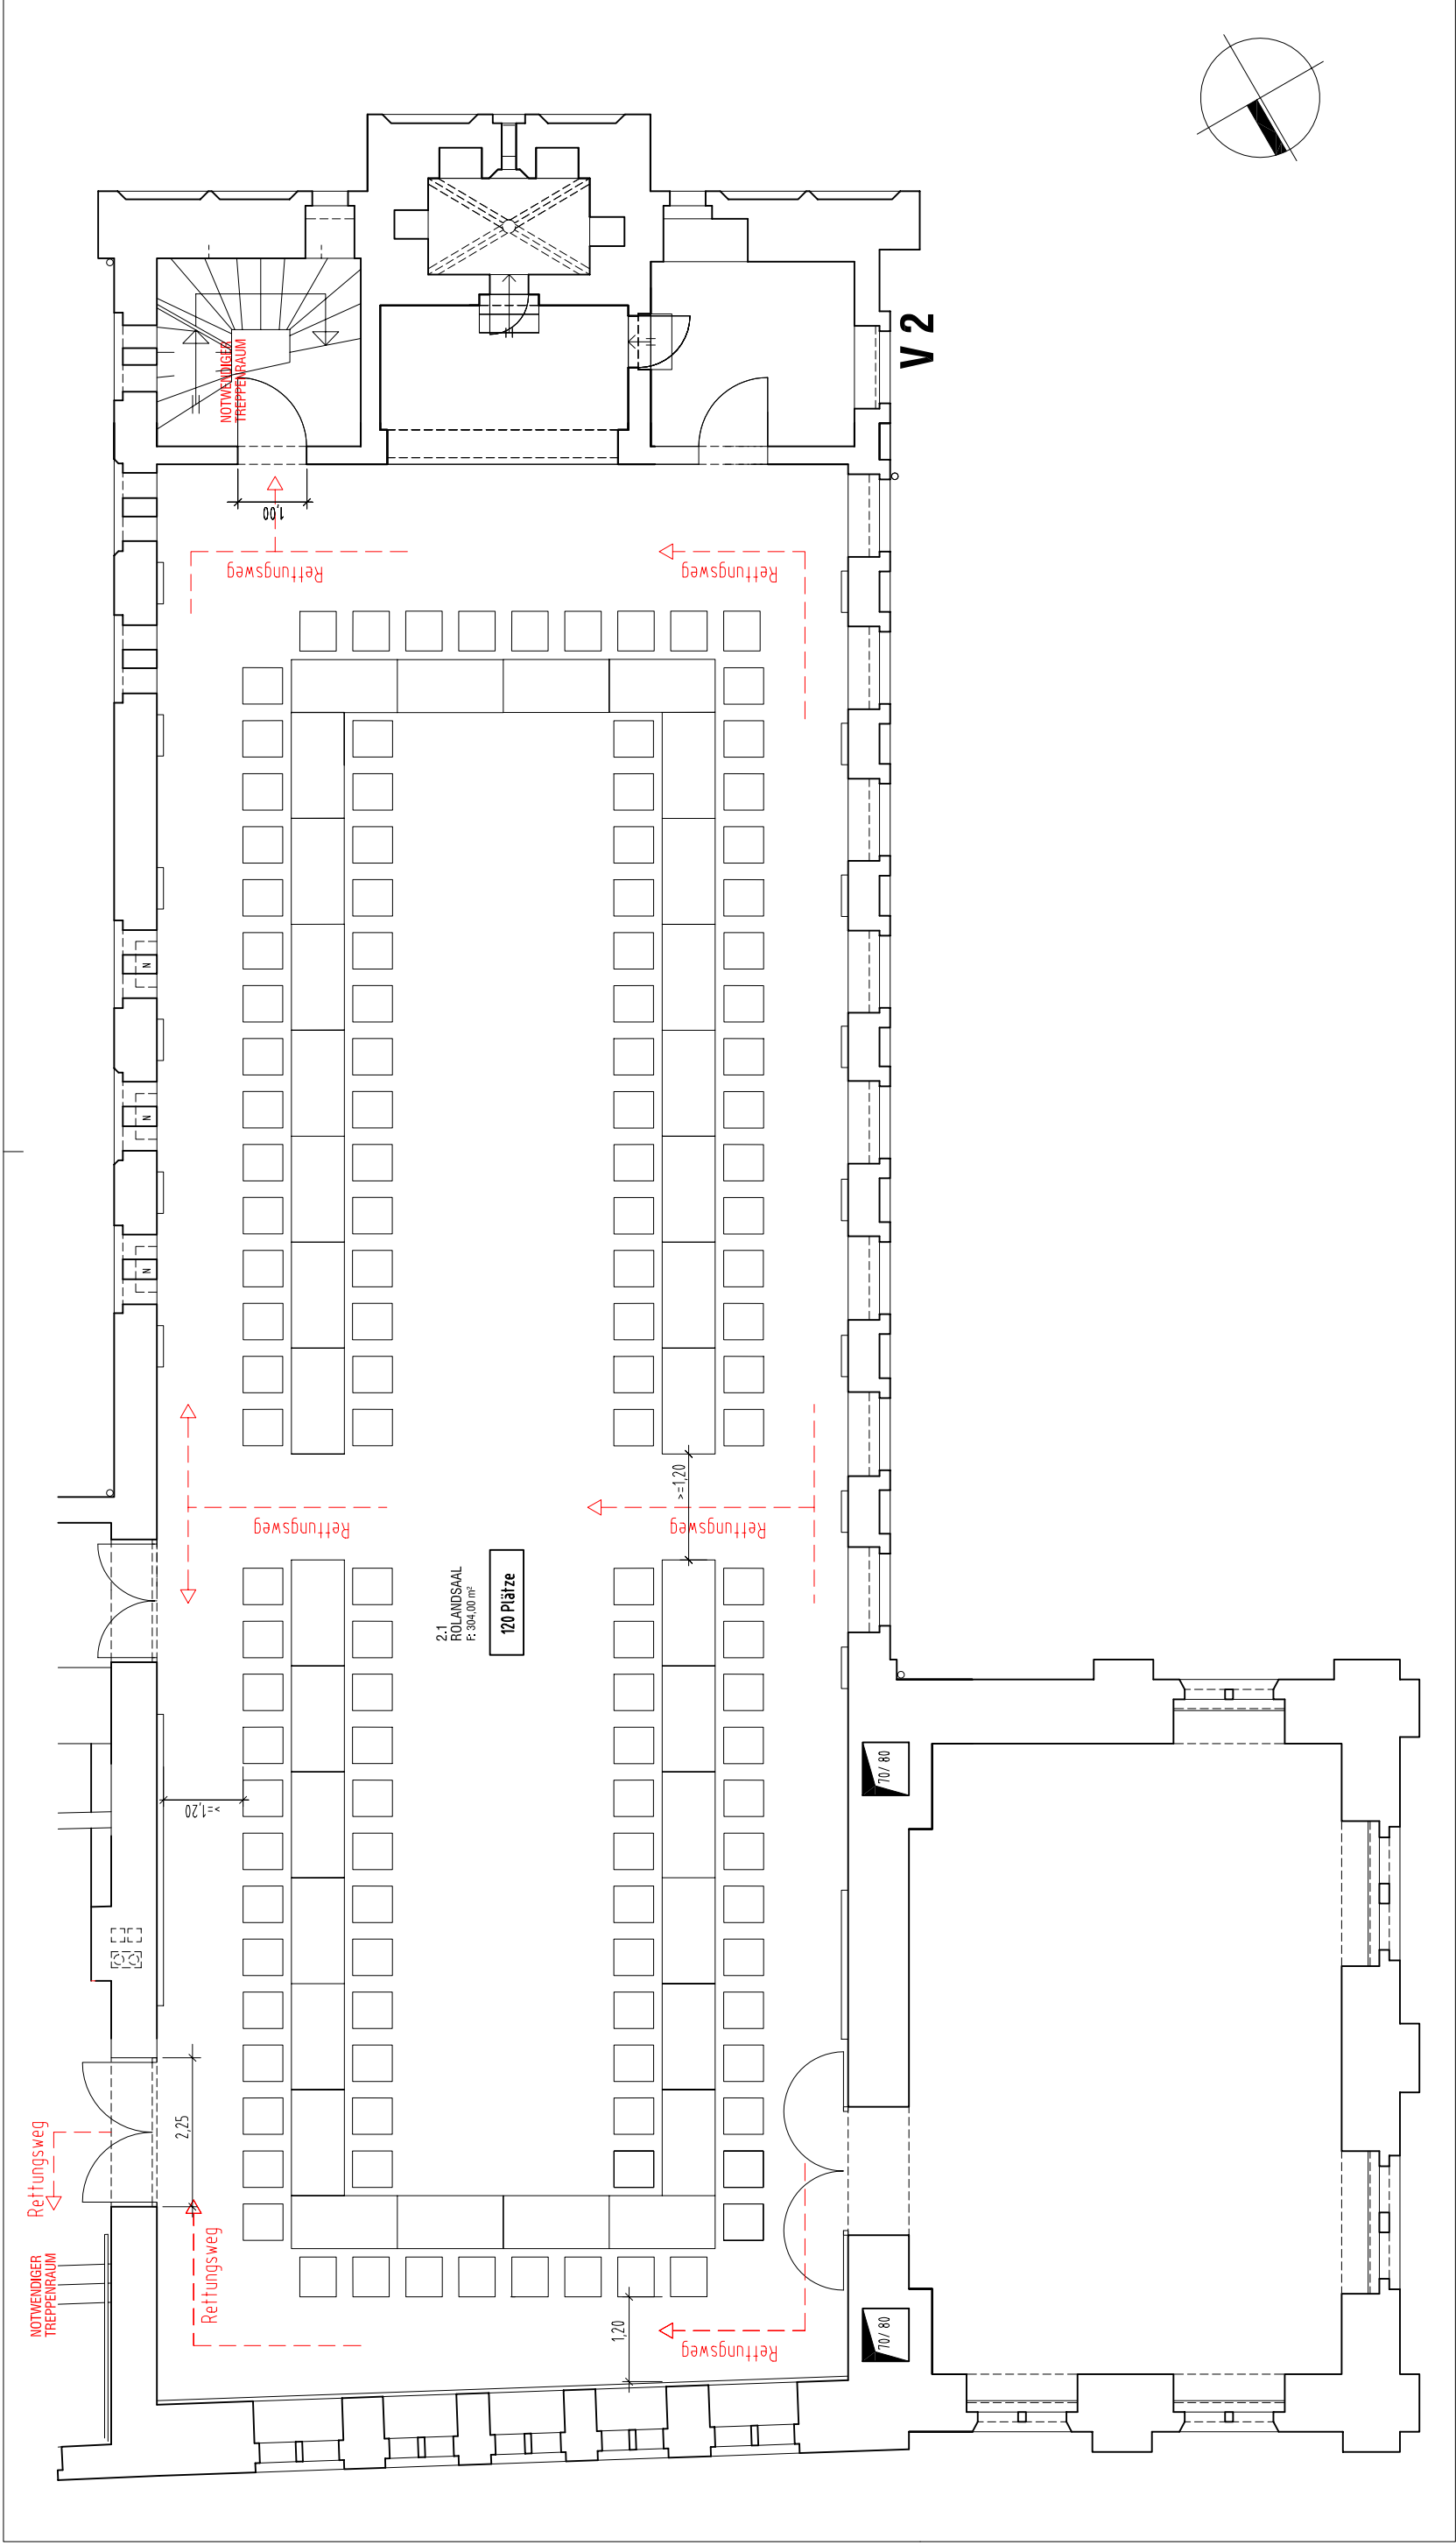 NOTWENDIGER
TREPPENRAUM
V 2
1,00
Rettungsweg
Rettungsweg
N
N
N
>=1,20
Rettungsweg
Rettungsweg
2.1
ROLANDSAAL
F: 304,00 m²
120 Plätze
70/ 80
>=1,20
2,25
Rettungsweg
Rettungsweg
NOTWENDIGER
TREPPENRAUM
1,20
Rettungsweg
70/ 80